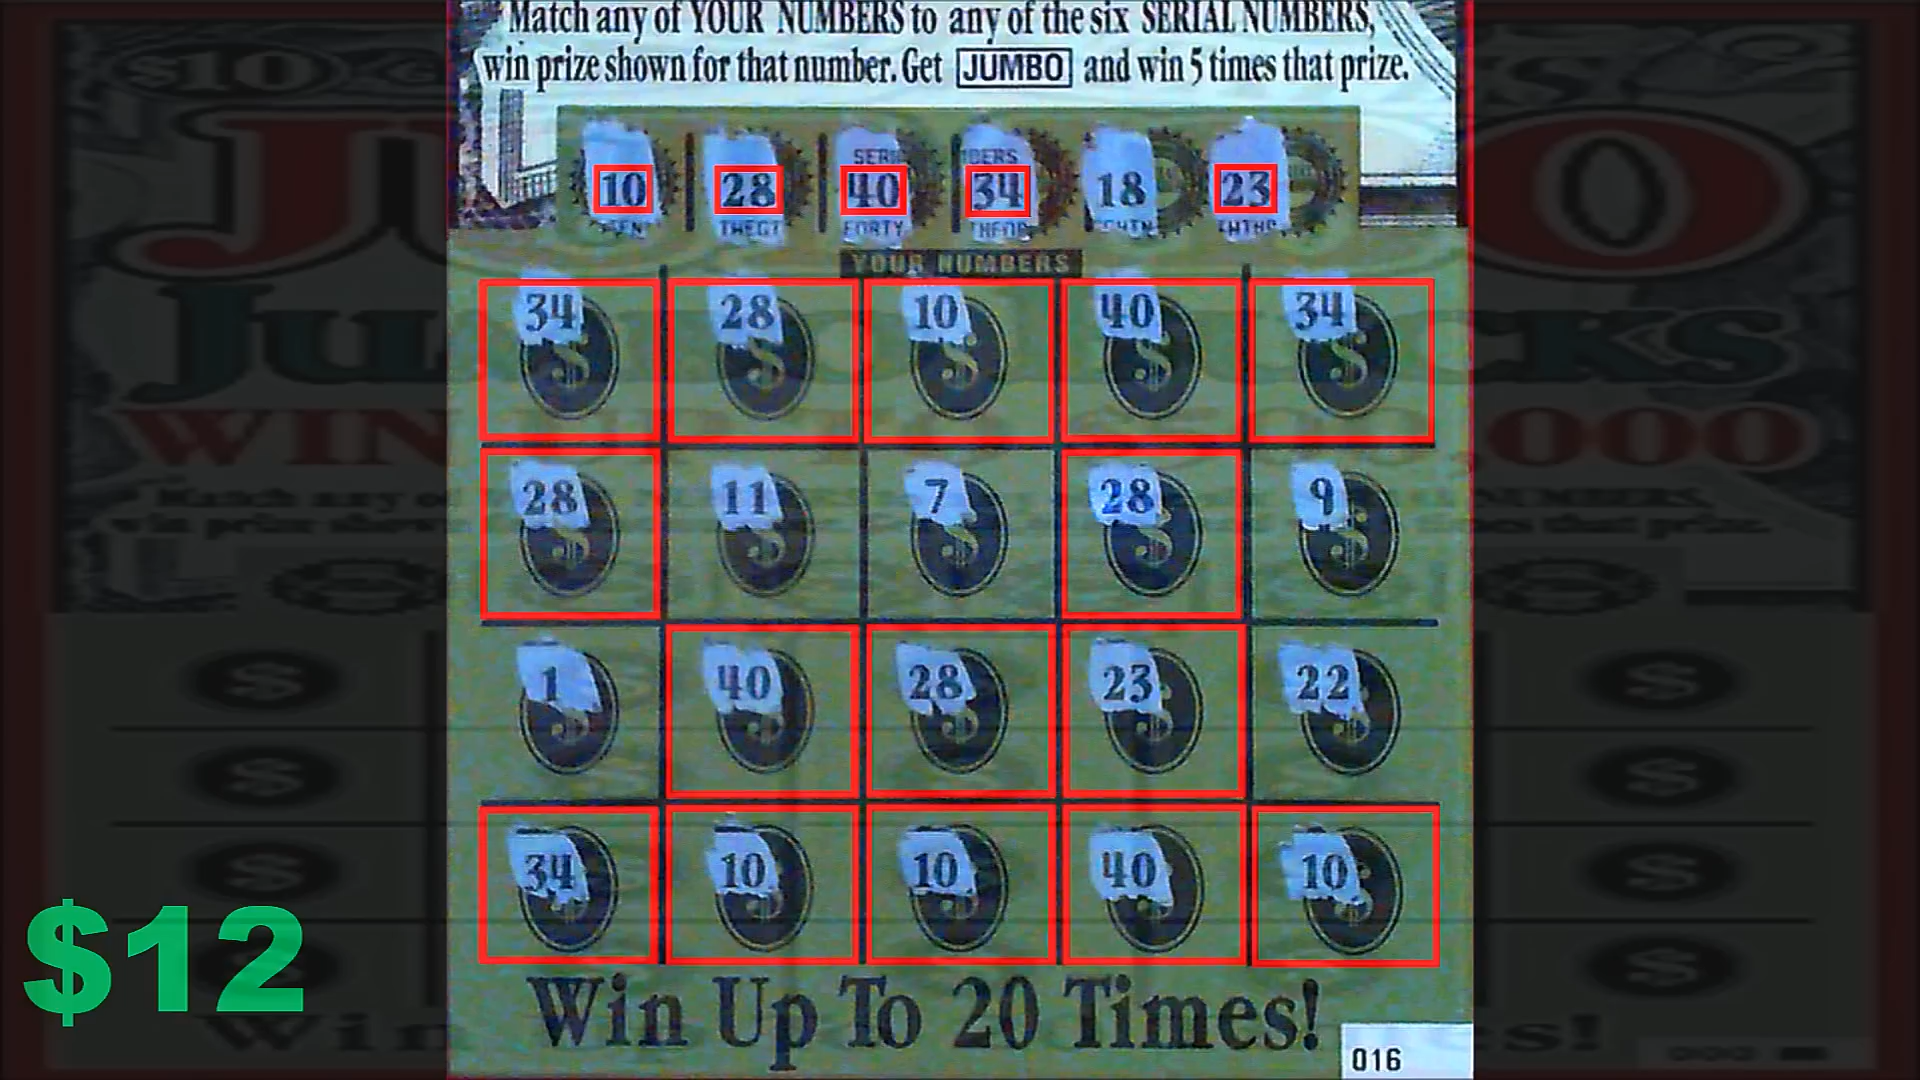 Match any of YOUR NUMBERS to any of the six SERIAL NUMBERS,
win prize shown for that number. Get JUMBO and win 5 times that prize.
10 28 40 34 18 23
FORTY
YOUR NUMBERS
34 28 10 40 34
28 11 7 28 9
1 40 28 23 22
34 10 10 40 10
Win Up To 20 Times!
016
$12
$10
WIN